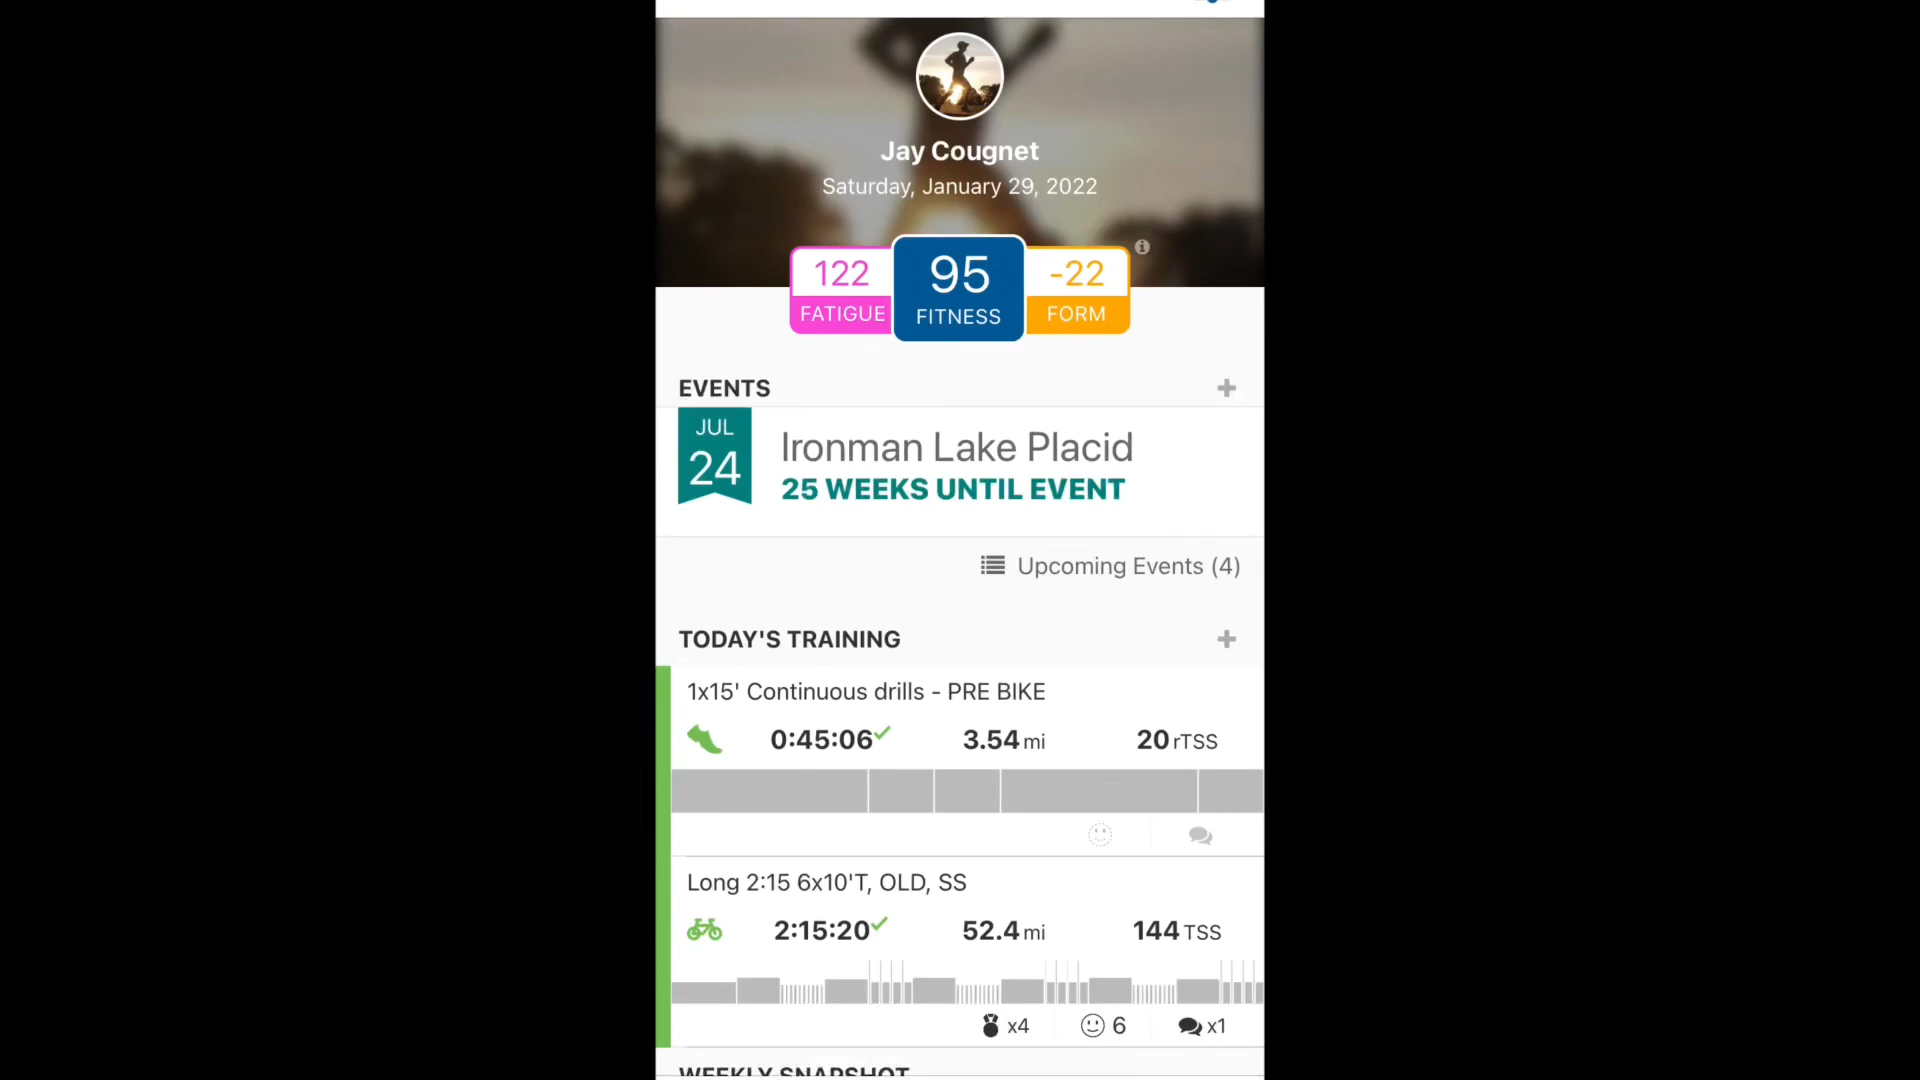 Jay Cougnet
Saturday, January 29, 2022
122 95 -22
FATIGUE FITNESS FORM
EVENTS
JUL
24
Ironman Lake Placid
25 WEEKS UNTIL EVENT
Upcoming Events (4)
TODAY'S TRAINING
1x15' Continuous drills - PRE BIKE
0:45:06 3.54 mi 20 rTSS
Long 2:15 6x10'T, OLD, SS
2:15:20 52.4 mi 144 TSS
x4 6 x1
WEEKLY SNAPSHOT